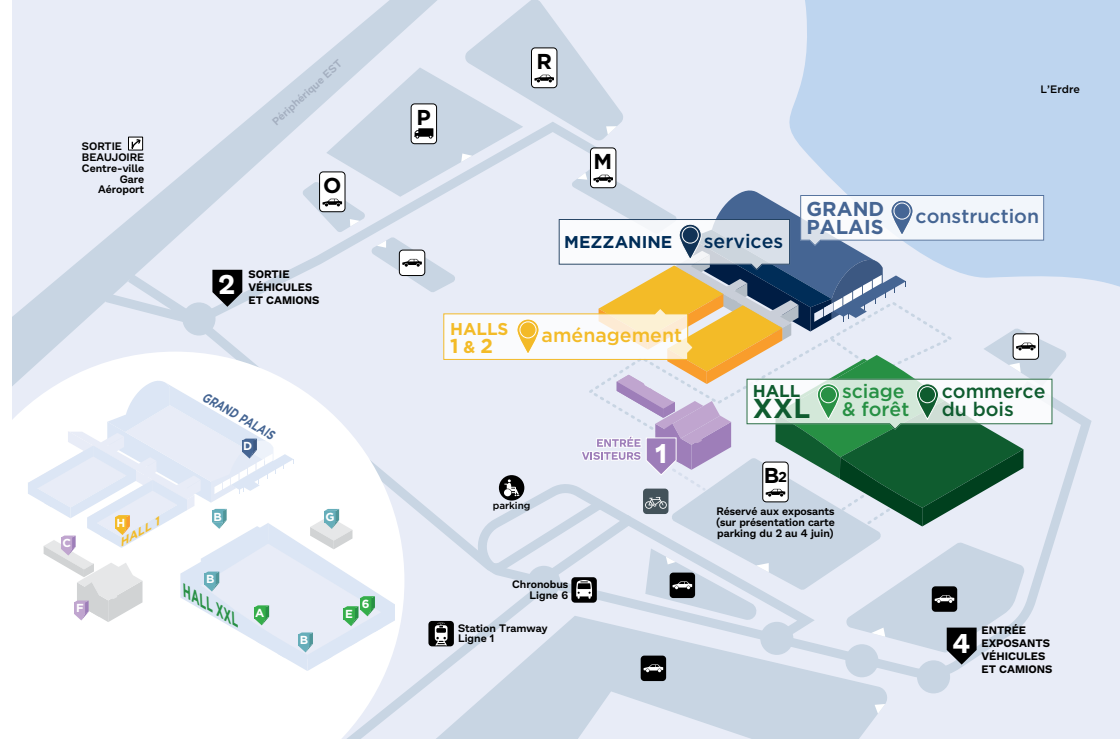 R
L'Erdre
Périphérique EST
P
SORTIE
BEAUJOIRE
Centre-ville
Gare
Aéroport
M
O
GRAND
PALAIS
construction
MEZZANINE
services
2
SORTIE
VÉHICULES
ET CAMIONS
HALLS
1 & 2
aménagement
HALL
XXL
sciage
& forêt
commerce
du bois
ENTRÉE
VISITEURS
1
B2
Réservé aux exposants
(sur présentation carte
parking du 2 au 4 juin)
parking
Chronobus
Ligne 6
Station Tramway
Ligne 1
4
ENTRÉE
EXPOSANTS
VÉHICULES
ET CAMIONS
GRAND PALAIS
D
H
HALL 1
B
G
C
B
F
HALL XXL
A
E
6
B